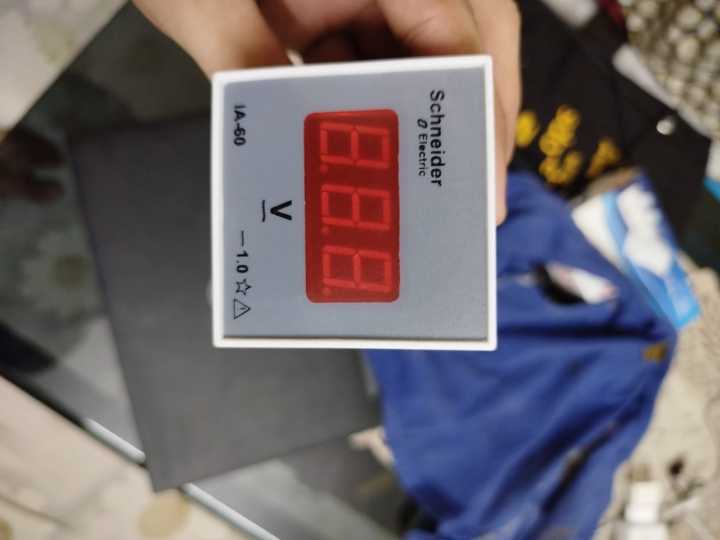 Schneider
Electric
8.8.8.
V
IA-60
1.0